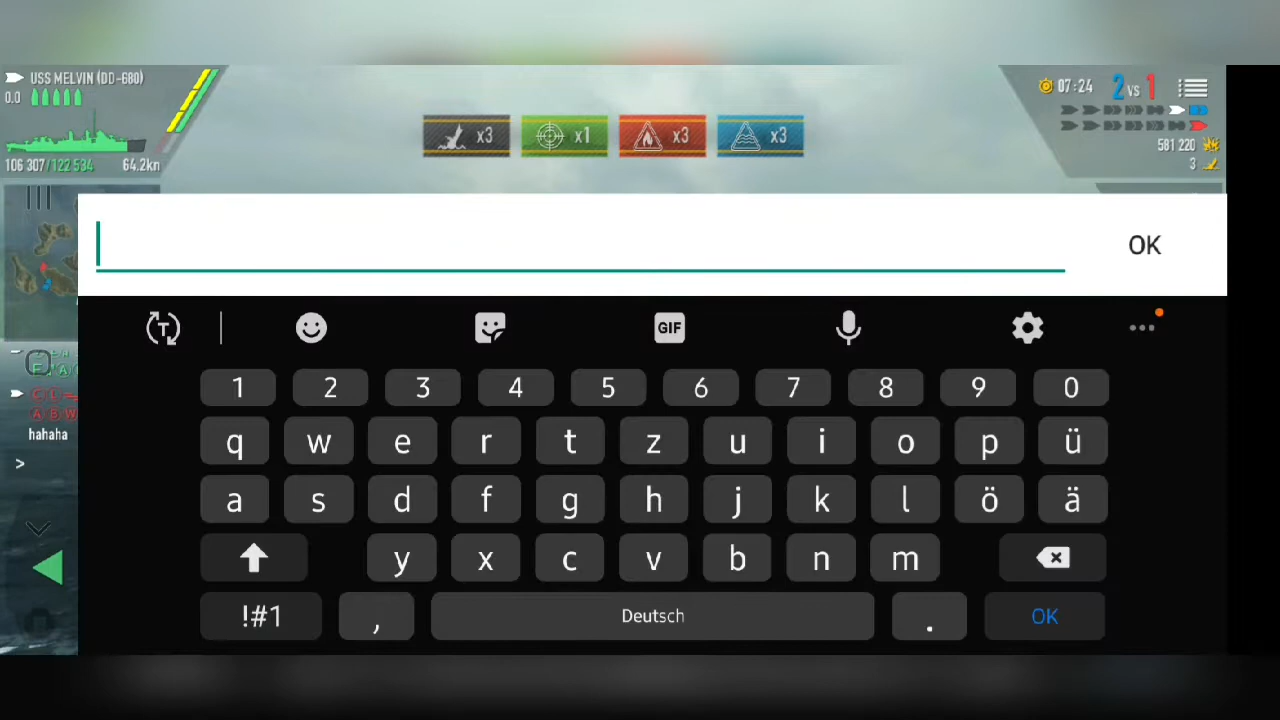 USS MELVIN (DD-680)
0.0
106 307/122 534
64.2kn
x3
x1
x3
x3
07:24
2 vs 1
581 220
3
hahaha
>
OK
T
GIF
1 2 3 4 5 6 7 8 9 0
q w e r t z u i o p ü
a s d f g h j k l ö ä
y x c v b n m
!#1 , Deutsch . OK